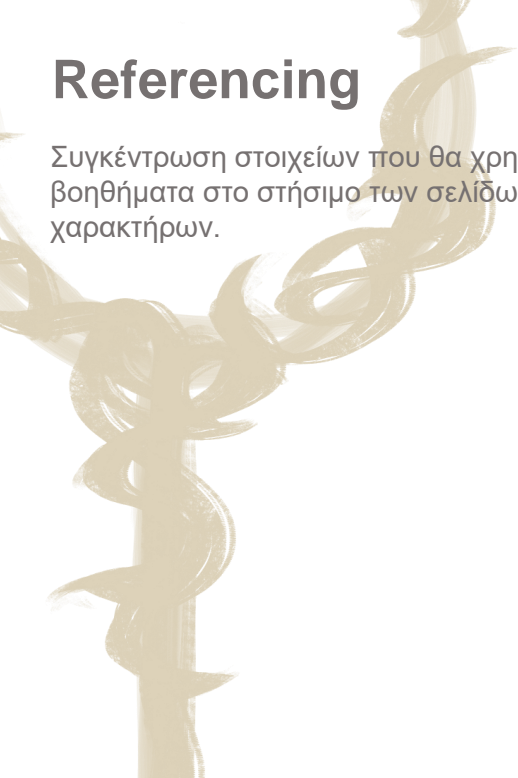 Referencing
Συγκέντρωση στοιχείων που θα χρη
βοηθήματα στο στήσιμο των σελίδω
χαρακτήρων.